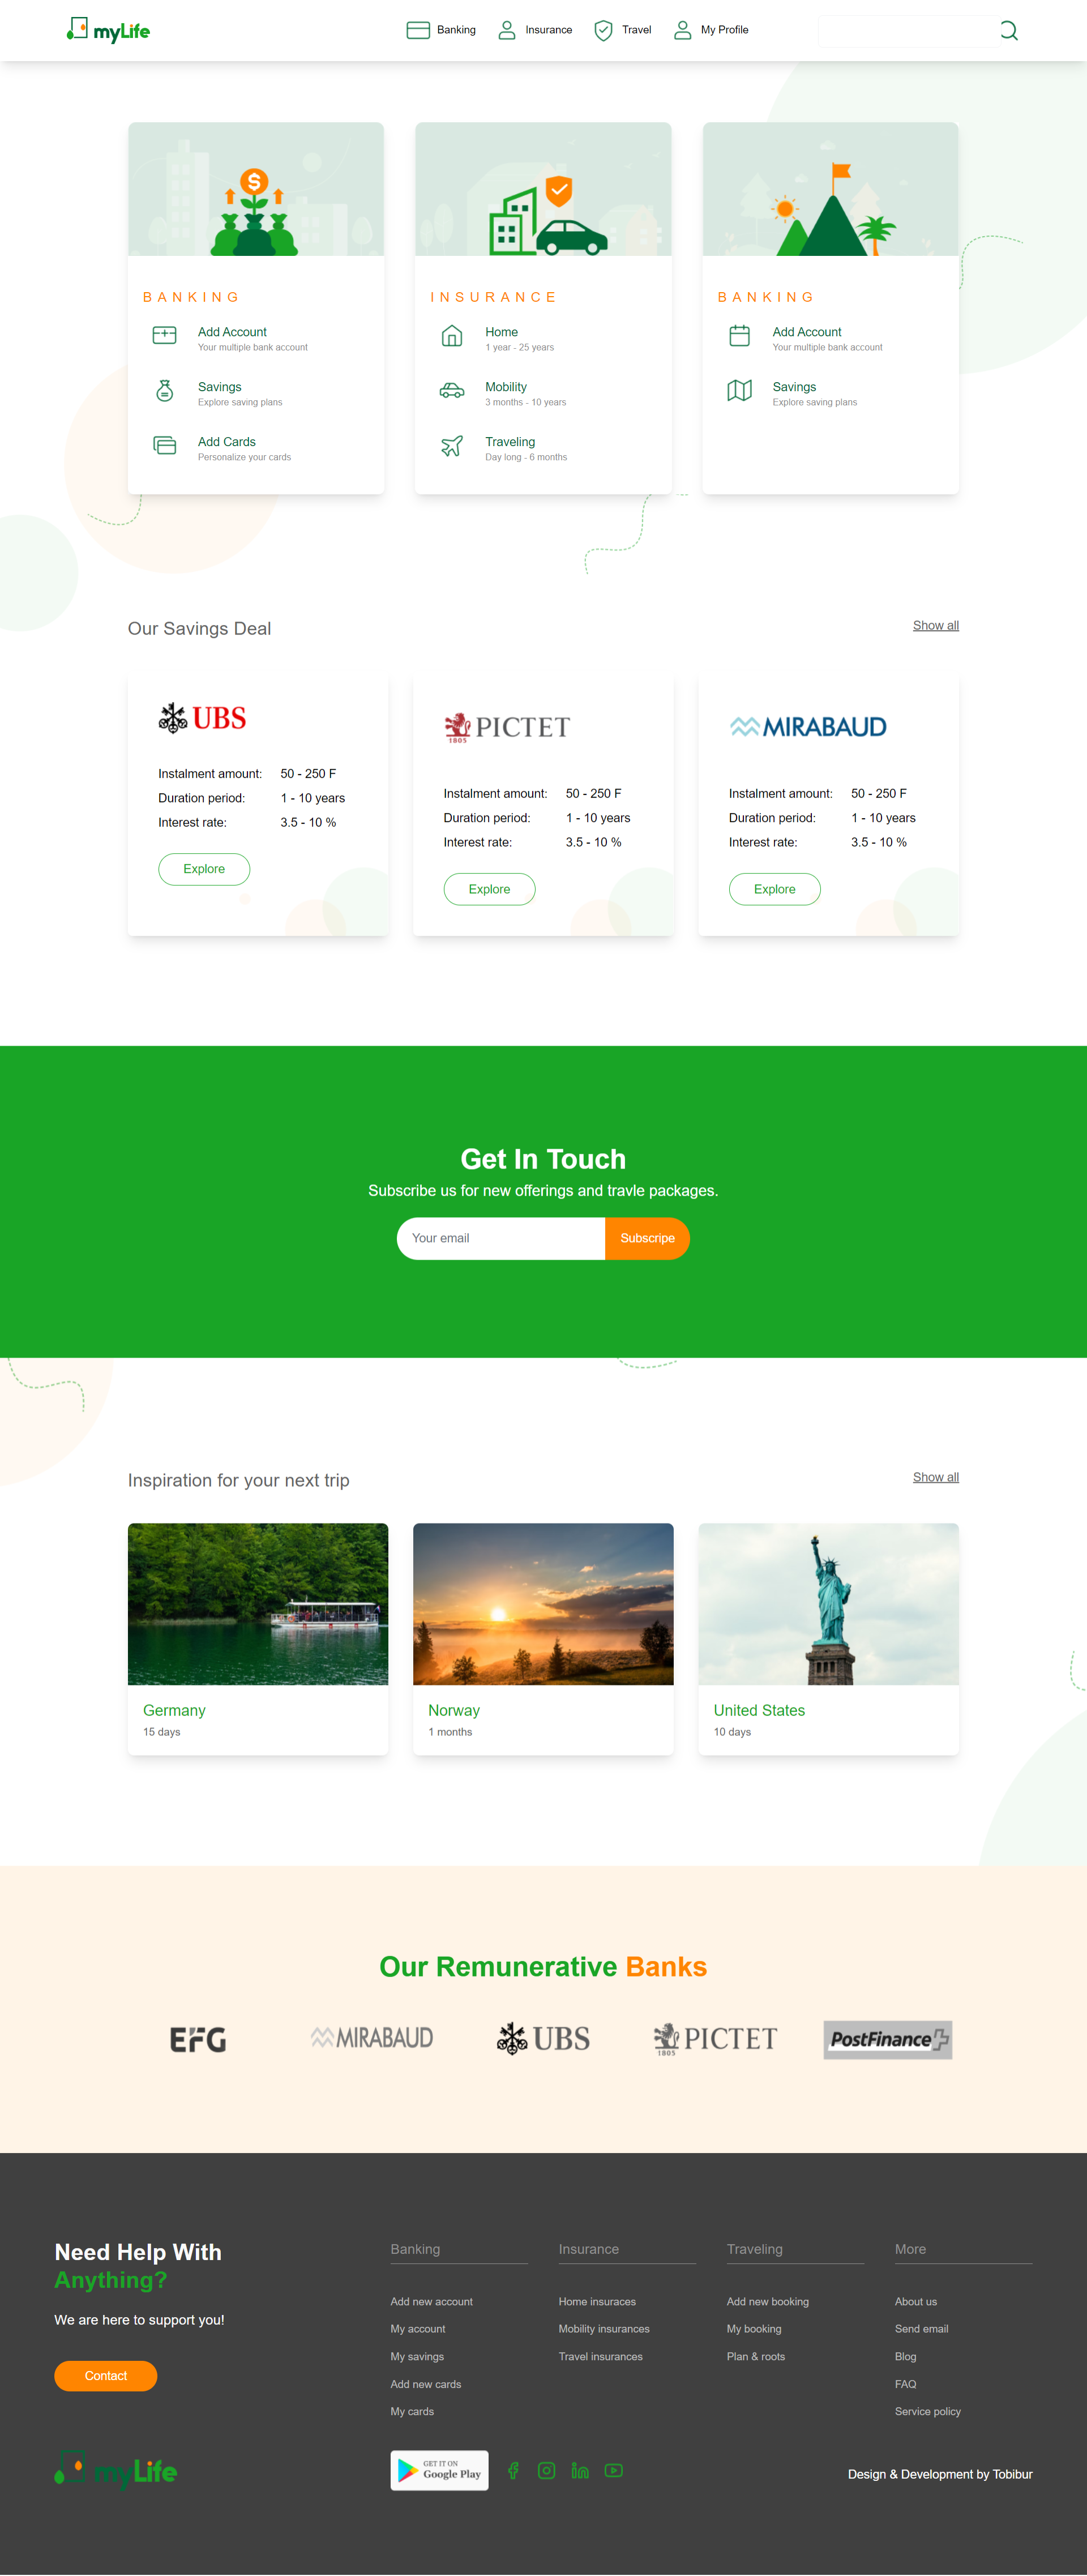 myLife
Banking
Insurance
Travel
My Profile
$
BANKING
Add Account
Your multiple bank account
Savings
Explore saving plans
Add Cards
Personalize your cards
INSURANCE
Home
1 year - 25 years
Mobility
3 months - 10 years
Traveling
Day long - 6 months
BANKING
Add Account
Your multiple bank account
Savings
Explore saving plans
Our Savings Deal
Show all
UBS
Instalment amount: 50 - 250 F
Duration period: 1 - 10 years
Interest rate: 3.5 - 10 %
Explore
PICTET
1805
Instalment amount: 50 - 250 F
Duration period: 1 - 10 years
Interest rate: 3.5 - 10 %
Explore
MIRABAUD
Instalment amount: 50 - 250 F
Duration period: 1 - 10 years
Interest rate: 3.5 - 10 %
Explore
Get In Touch
Subscribe us for new offerings and travle packages.
Your email
Subscripe
Inspiration for your next trip
Show all
Germany
15 days
Norway
1 months
United States
10 days
Our Remunerative Banks
EFG
MIRABAUD
UBS
PICTET
1805
PostFinance
Need Help With
Anything?
We are here to support you!
Contact
myLife
Banking
Add new account
My account
My savings
Add new cards
My cards
Insurance
Home insuraces
Mobility insurances
Travel insurances
Traveling
Add new booking
My booking
Plan & roots
More
About us
Send email
Blog
FAQ
Service policy
GET IT ON
Google Play
Design & Development by Tobibur